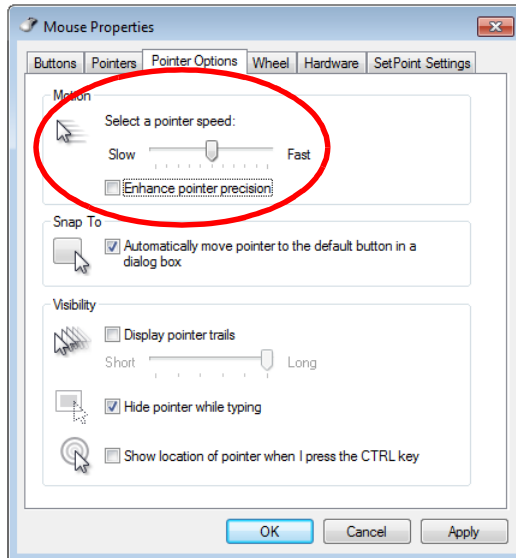 Mouse Properties
Buttons Pointers Pointer Options Wheel Hardware SetPoint Settings
Motion
Select a pointer speed:
Slow Fast
Enhance pointer precision
Snap To
Automatically move pointer to the default button in a
dialog box
Visibility
Display pointer trails
Short Long
Hide pointer while typing
Show location of pointer when I press the CTRL key
OK Cancel Apply